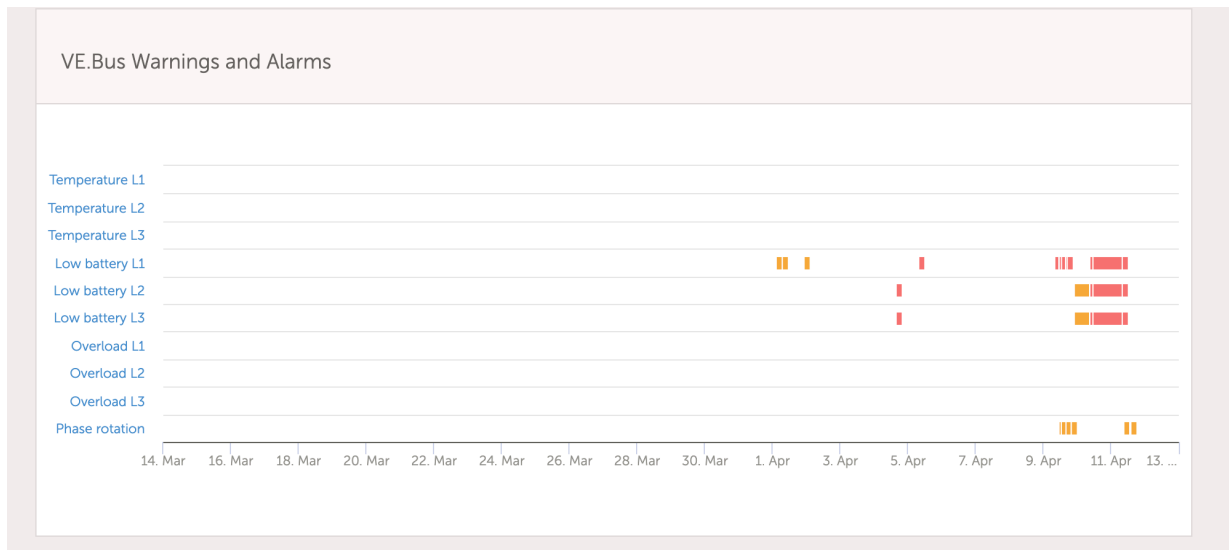 VE.Bus Warnings and Alarms
Temperature L1
Temperature L2
Temperature L3
Low battery L1
Low battery L2
Low battery L3
Overload L1
Overload L2
Overload L3
Phase rotation
14. Mar 16. Mar 18. Mar 20. Mar 22. Mar 24. Mar 26. Mar 28. Mar 30. Mar 1. Apr 3. Apr 5. Apr 7. Apr 9. Apr 11. Apr 13. ...